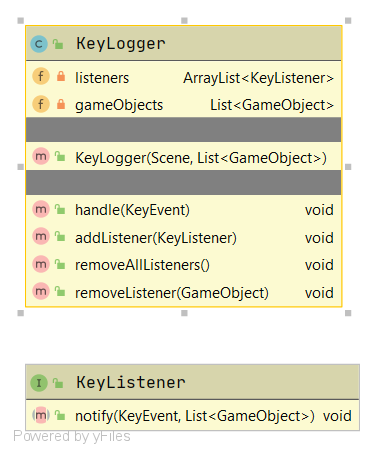 C KeyLogger
f listeners ArrayList<KeyListener>
f gameObjects List<GameObject>
m KeyLogger(Scene, List<GameObject>)
m handle(KeyEvent) void
m addListener(KeyListener) void
m removeAllListeners() void
m removeListener(GameObject) void
I KeyListener
m notify(KeyEvent, List<GameObject>) void
Powered by yFiles